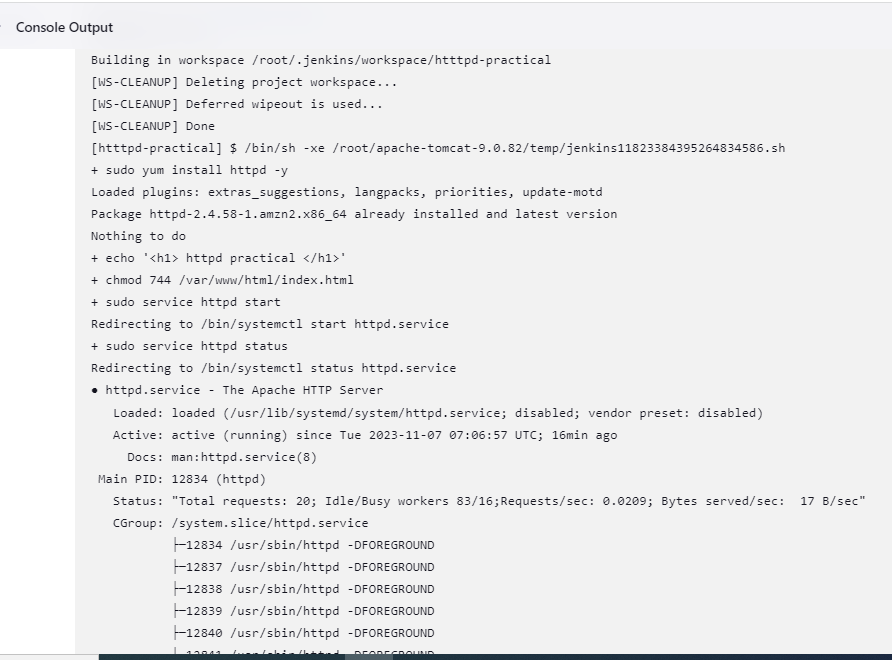 Console Output
Building in workspace /root/.jenkins/workspace/htttpd-practical
[WS-CLEANUP] Deleting project workspace...
[WS-CLEANUP] Deferred wipeout is used...
[WS-CLEANUP] Done
[htttpd-practical] $ /bin/sh -xe /root/apache-tomcat-9.0.82/temp/jenkins11823384395264834586.sh
+ sudo yum install httpd -y
Loaded plugins: extras_suggestions, langpacks, priorities, update-motd
Package httpd-2.4.58-1.amzn2.x86_64 already installed and latest version
Nothing to do
+ echo '<h1> httpd practical </h1>'
+ chmod 744 /var/www/html/index.html
+ sudo service httpd start
Redirecting to /bin/systemctl start httpd.service
+ sudo service httpd status
Redirecting to /bin/systemctl status httpd.service
● httpd.service - The Apache HTTP Server
Loaded: loaded (/usr/lib/systemd/system/httpd.service; disabled; vendor preset: disabled)
Active: active (running) since Tue 2023-11-07 07:06:57 UTC; 16min ago
Docs: man:httpd.service(8)
Main PID: 12834 (httpd)
Status: "Total requests: 20; Idle/Busy workers 83/16;Requests/sec: 0.0209; Bytes served/sec:  17 B/sec"
CGroup: /system.slice/httpd.service
├─12834 /usr/sbin/httpd -DFOREGROUND
├─12837 /usr/sbin/httpd -DFOREGROUND
├─12838 /usr/sbin/httpd -DFOREGROUND
├─12839 /usr/sbin/httpd -DFOREGROUND
├─12840 /usr/sbin/httpd -DFOREGROUND
├─12841 /usr/sbin/httpd -DFOREGROUND